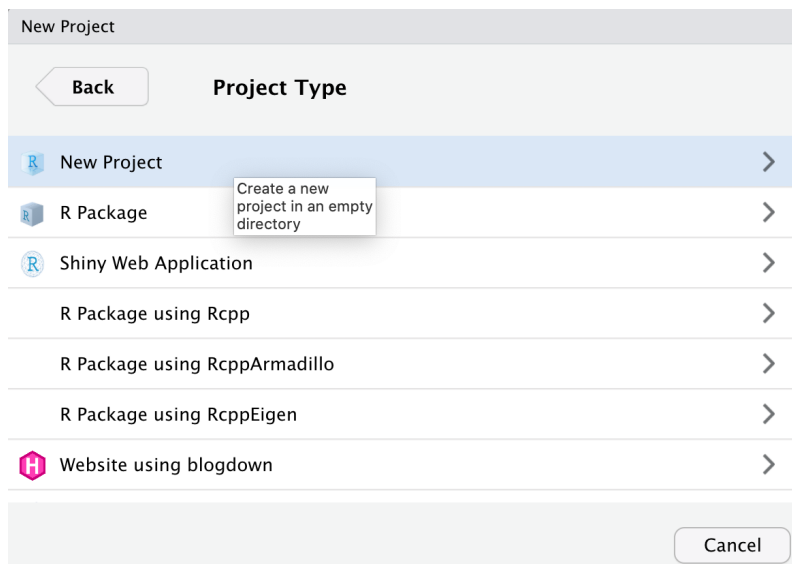 New Project
Back
Project Type
R New Project
Create a new
project in an empty
directory
R R Package
R Shiny Web Application
R Package using Rcpp
R Package using RcppArmadillo
R Package using RcppEigen
H Website using blogdown
Cancel